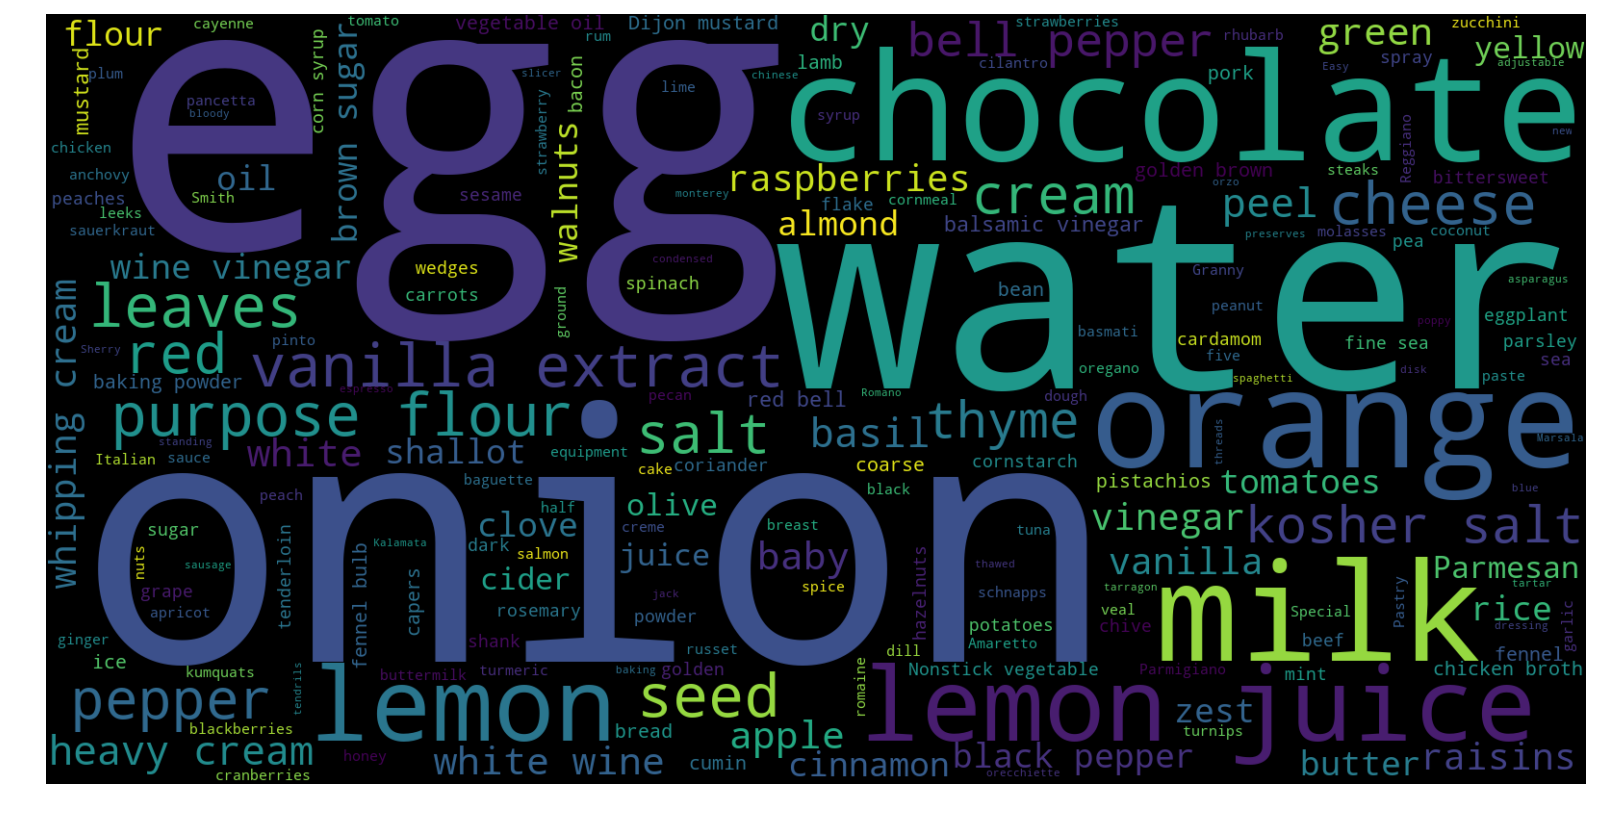 egg
water
onion
chocolate
milk
orange
lemon
lemon juice
vanilla extract
purpose flour
salt
kosher salt
seed
pepper
heavy cream
leaves
red
cream
cheese
thyme
basil
raspberries
bell pepper
green
yellow
dry
flour
cayenne
tomato
vegetable oil
rum
Dijon mustard
strawberries
zucchini
rhubarb
cilantro
lamb
pork
spray
Easy
adjustable
mustard
plum
corn syrup
brown sugar
slicer
bacon
lime
chinese
syrup
new
pancetta
bloody
chicken
anchovy
peaches
oil
Smith
leeks
sauerkraut
sesame
strawberry
walnuts
monterey
flake
cornmeal
golden brown
orzo
steaks
Reggiano
bittersweet
almond
balsamic vinegar
peel
preserves
molasses
pea
coconut
wine vinegar
wedges
carrots
condensed
spinach
ground
Granny
bean
peanut
asparagus
poppy
eggplant
whipping cream
Sherry
pinto
baking powder
espresso
basmati
cardamom
five
fine sea
parsley
sea
oregano
spaghetti
disk
paste
pecan
red bell
Romano
dough
threads
Marsala
standing
Italian
sauce
white
shallot
equipment
cake
coriander
coarse
cornstarch
pistachios
tomatoes
blue
peach
baguette
half
olive
black
vinegar
sugar
clove
creme
breast
tuna
nuts
sausage
Kalamata
dark
salmon
juice
baby
thawed
vanilla
Parmesan
grape
apricot
tenderloin
fennel bulb
capers
cider
rosemary
jack
powder
spice
hazelnuts
schnapps
tarragon
veal
chive
Special
Pastry
rice
tartar
dressing
garlic
ginger
ice
kumquats
tendrils
shank
russet
potatoes
Amaretto
beef
fennel
dill
buttermilk
turmeric
baking
golden
romaine
Nonstick vegetable
Parmigiano
mint
chicken broth
blackberries
bread
apple
zest
turnips
cranberries
honey
white wine
cumin
cinnamon
black pepper
orecchiette
butter
raisins